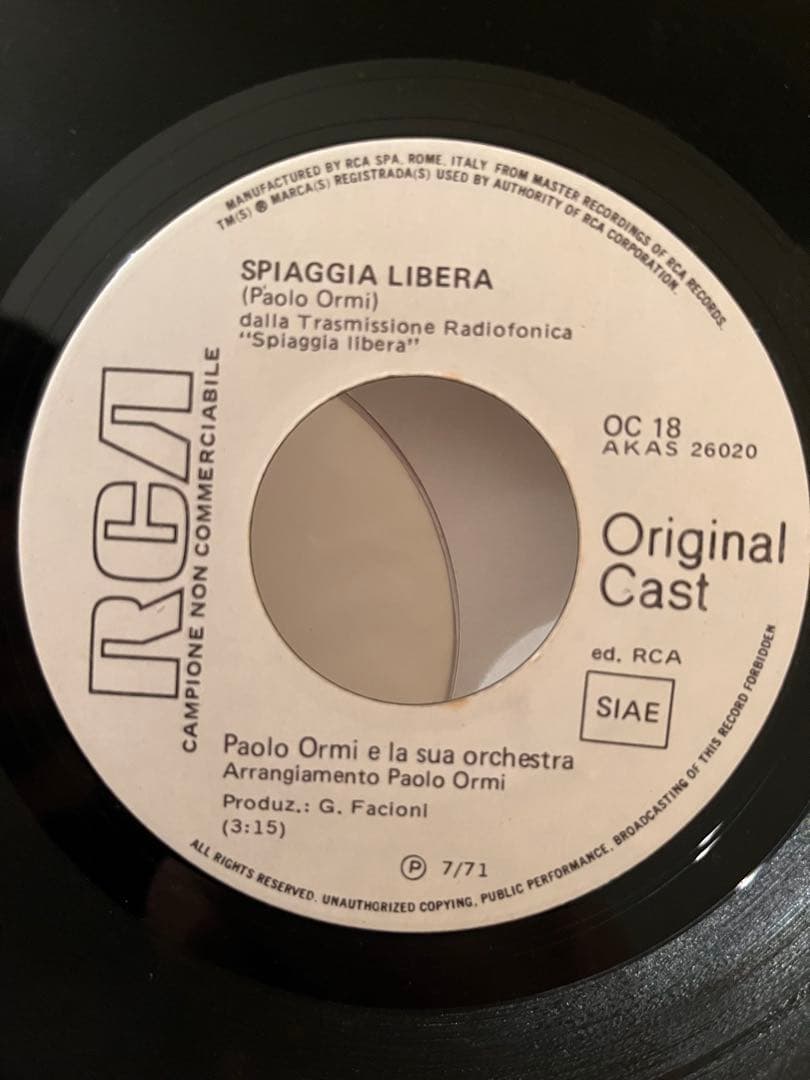 MANUFACTURED BY RCA SPA, ROME, ITALY FROM MASTER RECORDINGS OF RCA RECORDS.
TM(S) ® MARCA(S) REGISTRADA(S) USED BY AUTHORITY OF RCA CORPORATION.
SPIAGGIA LIBERA
(Paolo Ormi)
dalla Trasmissione Radiofonica
"Spiaggia libera"
RCA
CAMPIONE NON COMMERCIABILE
OC 18
AKAS 26020
Original
Cast
ed. RCA
SIAE
Paolo Ormi e la sua orchestra
Arrangiamento Paolo Ormi
Produz.: G. Facioni
(3:15)
℗ 7/71
ALL RIGHTS RESERVED. UNAUTHORIZED COPYING, PUBLIC PERFORMANCE, BROADCASTING OF THIS RECORD FORBIDDEN